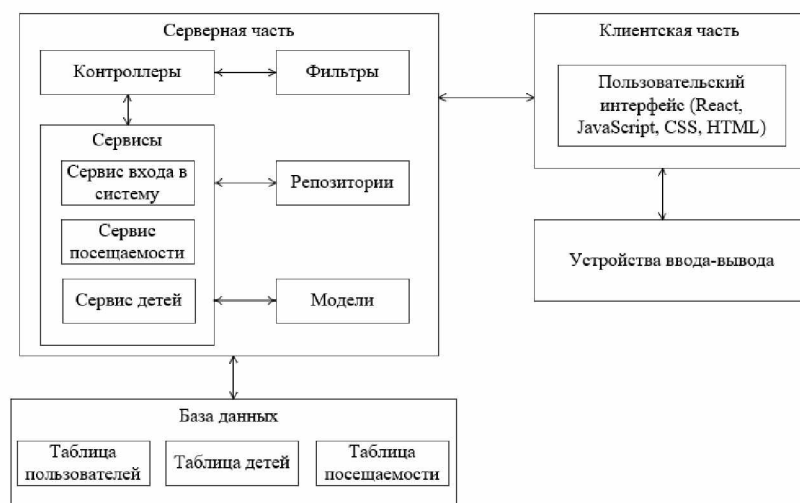 Серверная часть
Контроллеры
Фильтры
Сервисы
Сервис входа в
систему
Репозитории
Сервис
посещаемости
Сервис детей
Модели
Клиентская часть
Пользовательский
интерфейс (React,
JavaScript, CSS, HTML)
Устройства ввода-вывода
База данных
Таблица
пользователей
Таблица детей
Таблица
посещаемости